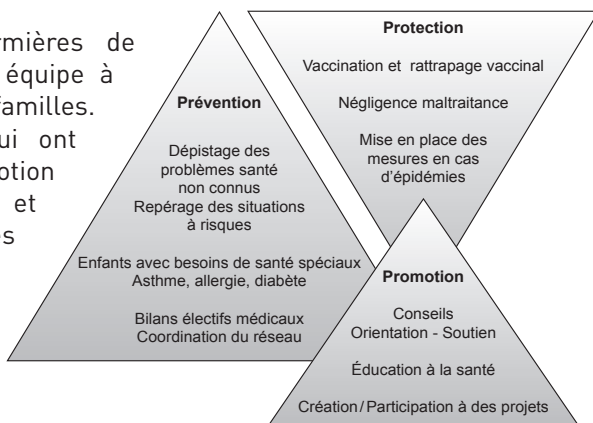 rmières de
équipe à
familles.
ui ont
otion
et
es
Prévention
Dépistage des
problèmes santé
non connus
Repérage des situations
à risques
Enfants avec besoins de santé spéciaux
Asthme, allergie, diabète
Bilans électifs médicaux
Coordination du réseau
Protection
Vaccination et rattrapage vaccinal
Négligence maltraitance
Mise en place des
mesures en cas
d'épidémies
Promotion
Conseils
Orientation - Soutien
Éducation à la santé
Création/Participation à des projets